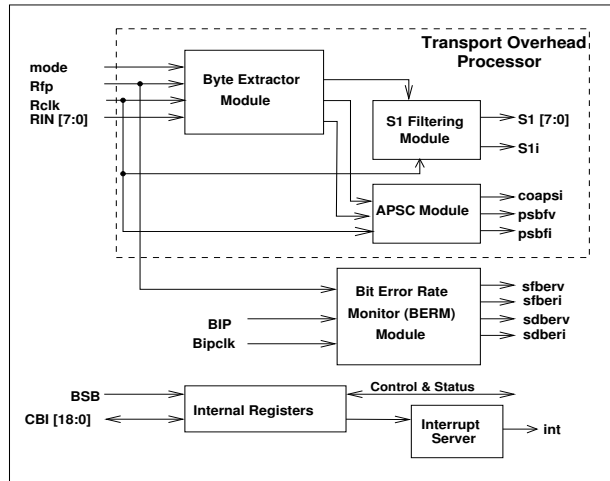 Transport Overhead
Processor
mode
Rfp
Rclk
RIN [7:0]
Byte Extractor
Module
S1 Filtering
Module
S1 [7:0]
S1i
APSC Module
coapsi
psbfv
psbfi
Bit Error Rate
Monitor (BERM)
Module
BIP
Bipclk
sfberv
sfberi
sdberv
sdberi
BSB
CBI [18:0]
Internal Registers
Control & Status
Interrupt
Server
int